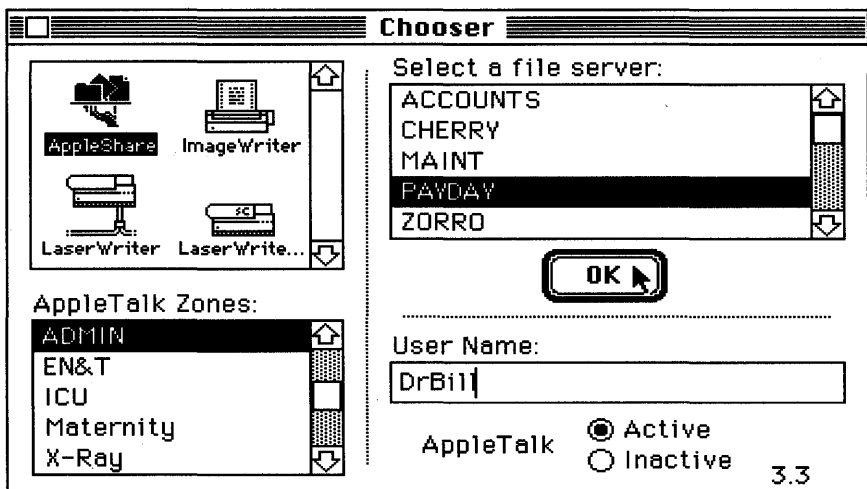 Chooser
AppleShare
ImageWriter
LaserWriter
LaserWrite...
SC
AppleTalk Zones:
ADMIN
EN&T
ICU
Maternity
X-Ray
Select a file server:
ACCOUNTS
CHERRY
MAINT
PAYDAY
ZORRO
OK
User Name:
DrBill
AppleTalk
Active
Inactive
3.3